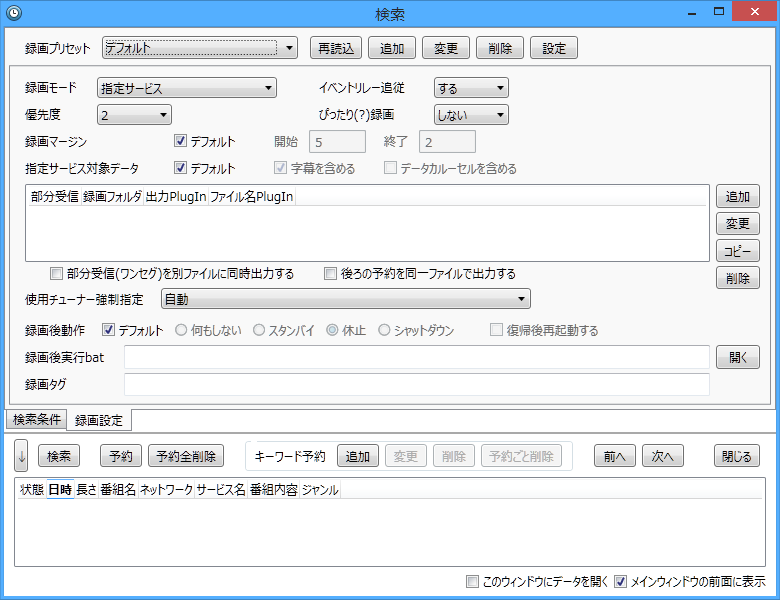 検索
録画プリセット デフォルト 再読込 追加 変更 削除 設定
録画モード 指定サービス イベントリレー追従 する
優先度 2 ぴったり(?)録画 しない
録画マージン デフォルト 開始 5 終了 2
指定サービス対象データ デフォルト 字幕を含める データカルーセルを含める
部分受信 録画フォルダ 出力PlugIn ファイル名PlugIn 追加
変更
コピー
削除
部分受信(ワンセグ)を別ファイルに同時出力する 後ろの予約を同一ファイルで出力する
使用チューナー強制指定 自動
録画後動作 デフォルト 何もしない スタンバイ 休止 シャットダウン 復帰後再起動する
録画後実行bat 開く
録画タグ
検索条件 録画設定
↓ 検索 予約 予約全削除 キーワード予約 追加 変更 削除 予約ごと削除 前へ 次へ 閉じる
状態 日時 長さ 番組名 ネットワーク サービス名 番組内容 ジャンル
このウィンドウにデータを開く メインウィンドウの前面に表示